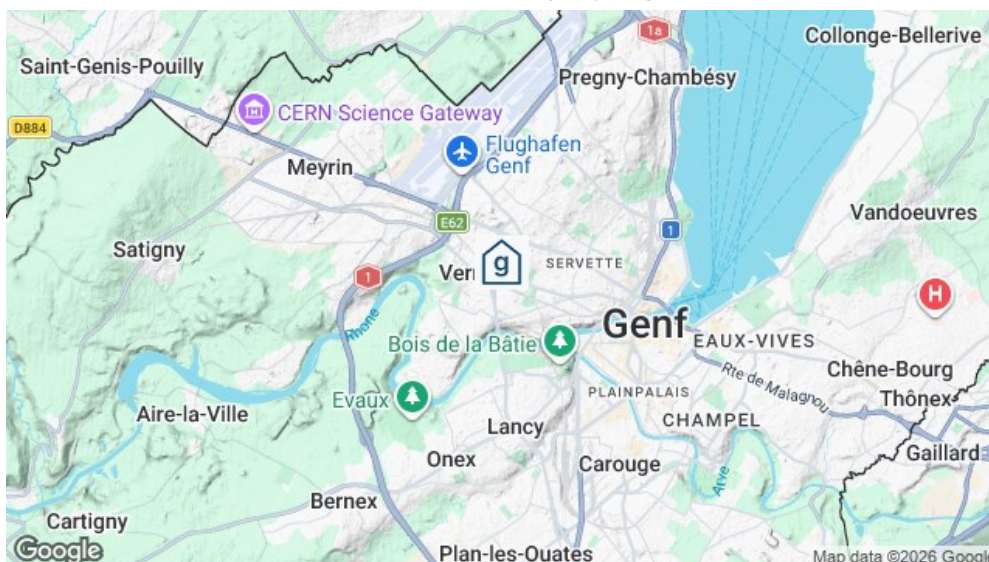 1a
Collonge-Bellerive
Saint-Genis-Pouilly
Pregny-Chambésy
CERN Science Gateway
D884
Flughafen
Genf
Meyrin
E62
Vandoeuvres
1
Satigny
SERVETTE
1
Ver
g
H
Rhone
Genf
Bois de la Bâtie
EAUX-VIVES
Chêne-Bourg
Rte de Malagnou
PLAINPALAIS
Evaux
Thônex
Aire-la-Ville
CHAMPEL
Lancy
Gaillard
Onex
Carouge
Arve
Bernex
Cartigny
Google
Plan-les-Ouates
Map data ©2026 Google